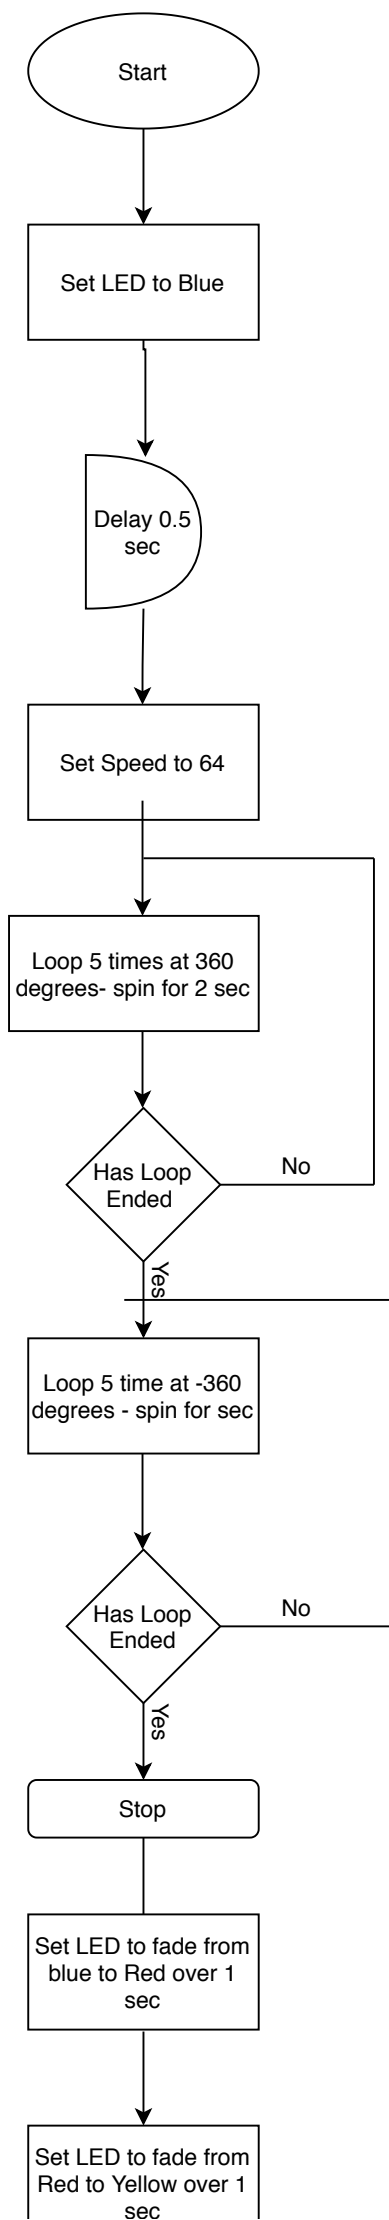 Start
Set LED to Blue
Delay 0.5
sec
Set Speed to 64
Loop 5 times at 360
degrees- spin for 2 sec
Has Loop
Ended
No
Yes
Loop 5 time at -360
degrees - spin for sec
Has Loop
Ended
No
Yes
Stop
Set LED to fade from
blue to Red over 1
sec
Set LED to fade from
Red to Yellow over 1
sec